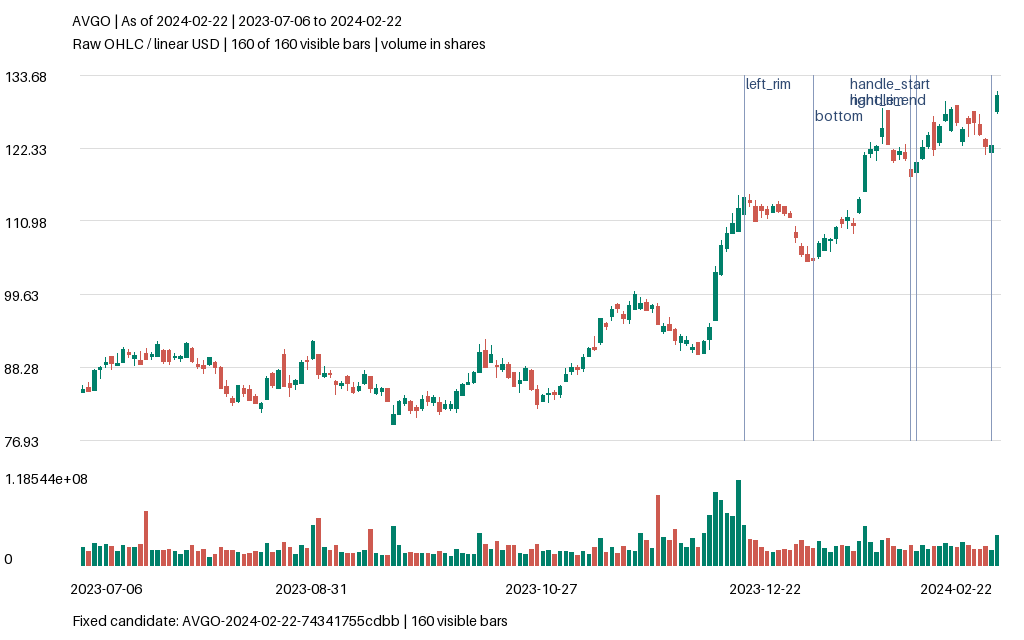 AVGO | As of 2024-02-22 | 2023-07-06 to 2024-02-22
Raw OHLC / linear USD | 160 of 160 visible bars | volume in shares
133.68
left_rim
handle_start
bottom
122.33
110.98
99.63
88.28
76.93
1.18544e+08
0
2023-07-06
2023-08-31
2023-10-27
2023-12-22
2024-02-22
Fixed candidate: AVGO-2024-02-22-74341755cdbb | 160 visible bars